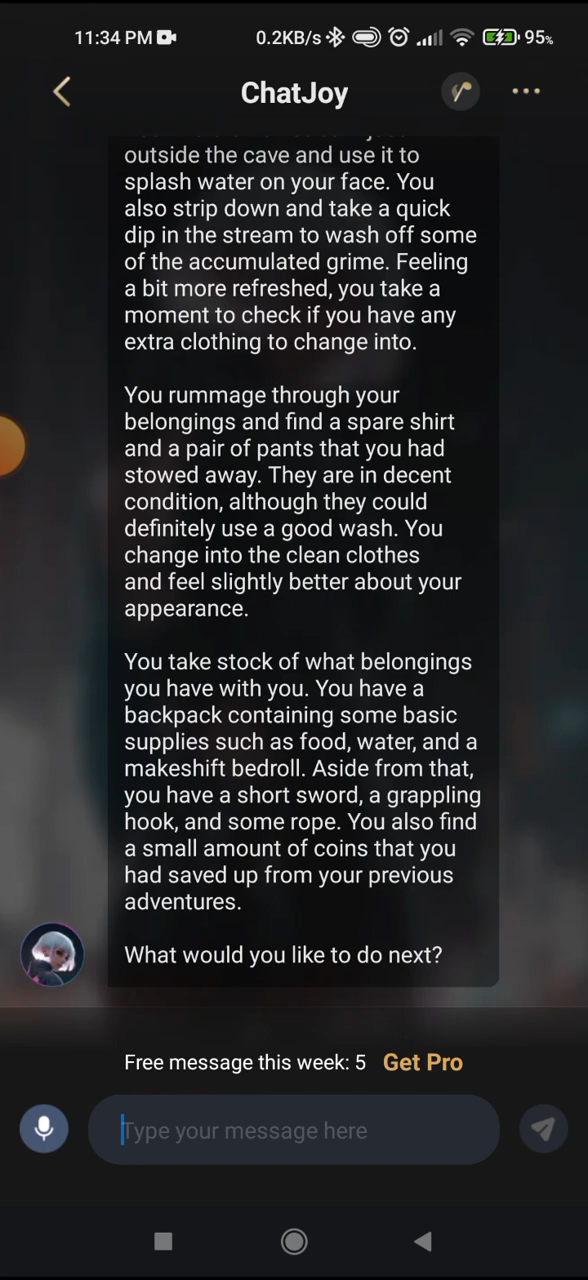 11:34 PM 0.2KB/s 95%
ChatJoy
outside the cave and use it to
splash water on your face. You
also strip down and take a quick
dip in the stream to wash off some
of the accumulated grime. Feeling
a bit more refreshed, you take a
moment to check if you have any
extra clothing to change into.
You rummage through your
belongings and find a spare shirt
and a pair of pants that you had
stowed away. They are in decent
condition, although they could
definitely use a good wash. You
change into the clean clothes
and feel slightly better about your
appearance.
You take stock of what belongings
you have with you. You have a
backpack containing some basic
supplies such as food, water, and a
makeshift bedroll. Aside from that,
you have a short sword, a grappling
hook, and some rope. You also find
a small amount of coins that you
had saved up from your previous
adventures.
What would you like to do next?
Free message this week: 5 Get Pro
Type your message here